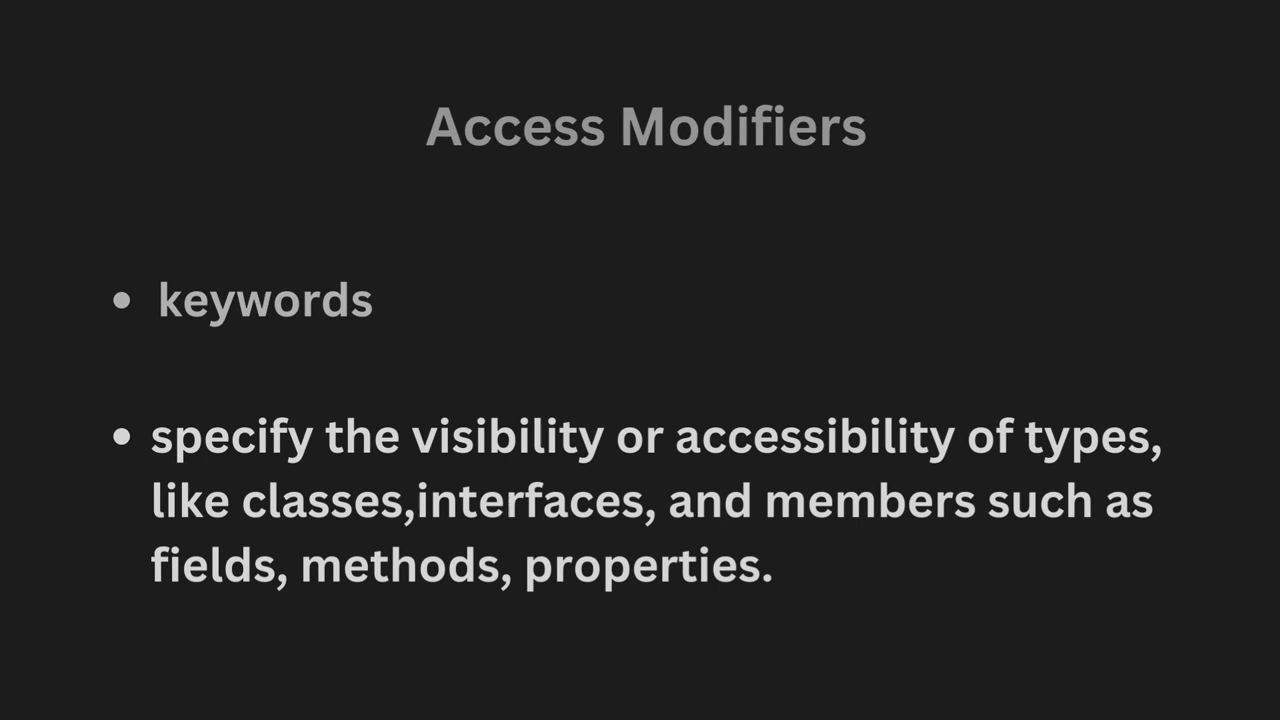 Access Modifiers
• keywords
• specify the visibility or accessibility of types,
like classes,interfaces, and members such as
fields, methods, properties.